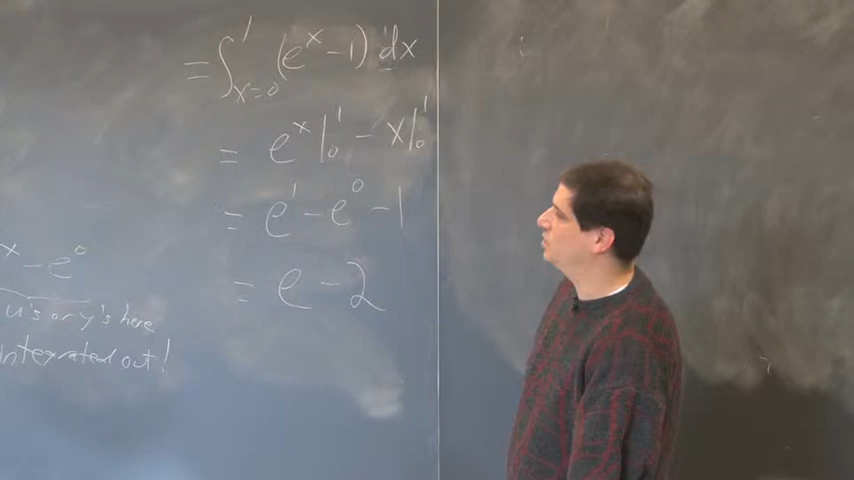 = ∫_{x=0}^{1} (e^x - 1) dx
= e^x |_0^1 - x |_0^1
= e^1 - e^0 - 1
x - e^0
= e - 2
u's or y's here
integrated out!